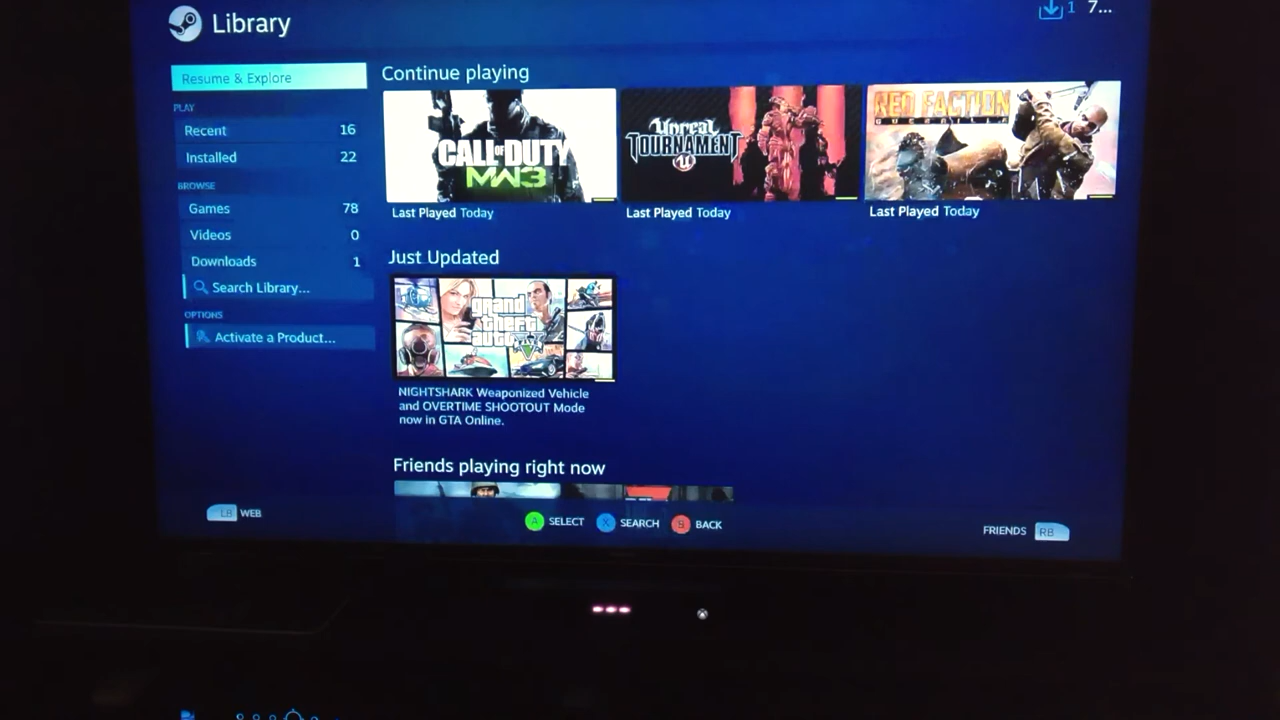 Library
1 7...
Resume & Explore
PLAY
Recent 16
Installed 22
BROWSE
Games 78
Videos 0
Downloads 1
Search Library...
OPTIONS
Activate a Product...
Continue playing
CALL OF DUTY
MW3
Last Played Today
Unreal
TOURNAMENT
Last Played Today
RED FACTION
GUERRILLA
Last Played Today
Just Updated
grand
theft
auto
V
NIGHTSHARK Weaponized Vehicle
and OVERTIME SHOOTOUT Mode
now in GTA Online.
Friends playing right now
LB WEB
A SELECT X SEARCH B BACK
FRIENDS RB